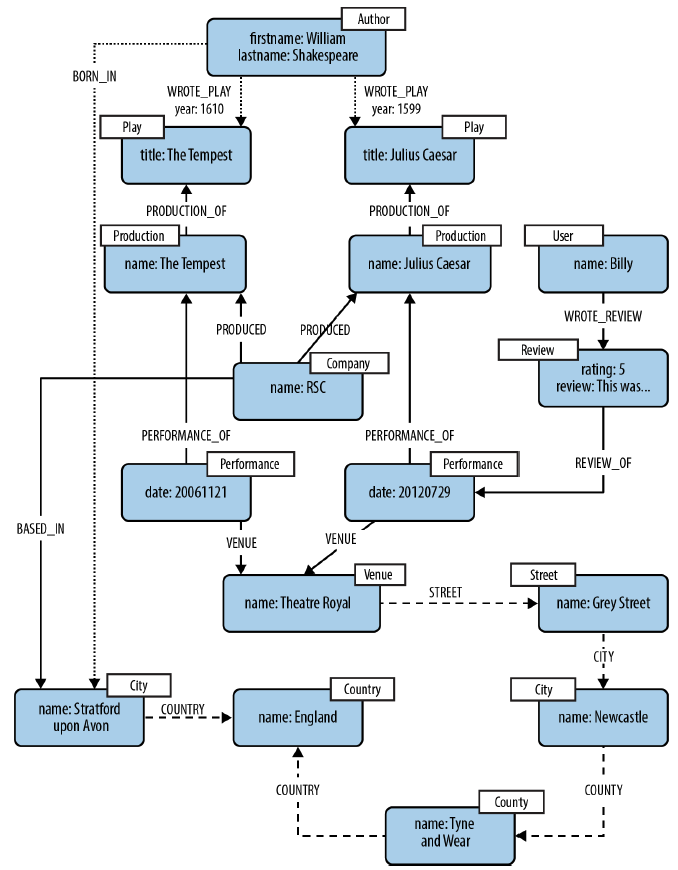 Author
firstname: William
lastname: Shakespeare
BORN_IN
WROTE_PLAY
year: 1610
WROTE_PLAY
year: 1599
Play
title: The Tempest
Play
title: Julius Caesar
PRODUCTION_OF
PRODUCTION_OF
Production
name: The Tempest
Production
name: Julius Caesar
User
name: Billy
PRODUCED
PRODUCED
WROTE_REVIEW
Company
name: RSC
Review
rating: 5
review: This was...
PERFORMANCE_OF
PERFORMANCE_OF
REVIEW_OF
Performance
date: 20061121
Performance
date: 20120729
BASED_IN
VENUE
VENUE
Venue
name: Theatre Royal
STREET
Street
name: Grey Street
CITY
City
name: Stratford
upon Avon
COUNTRY
Country
name: England
City
name: Newcastle
COUNTRY
COUNTY
County
name: Tyne
and Wear